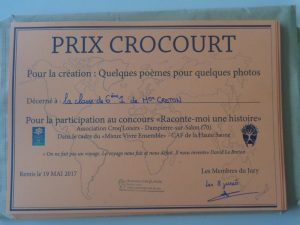 PRIX CROCOURT
Pour la création : Quelques poèmes pour quelques photos
Décerné à la classe de 6ème 1 de Mme
Pour la participation au concours «Raconte-moi une histoire»
Association Croq'Loisirs - Dampierre-sur-Salon (70)
Dans le cadre du «Mieux Vivre Ensemble» - CAF de la Haute Saône
« On ne fait pas un voyage. Le voyage nous fait et nous défait. Il nous invente» David Le Breton
Remis le 19 MAI 2017
Les Membres du Jury